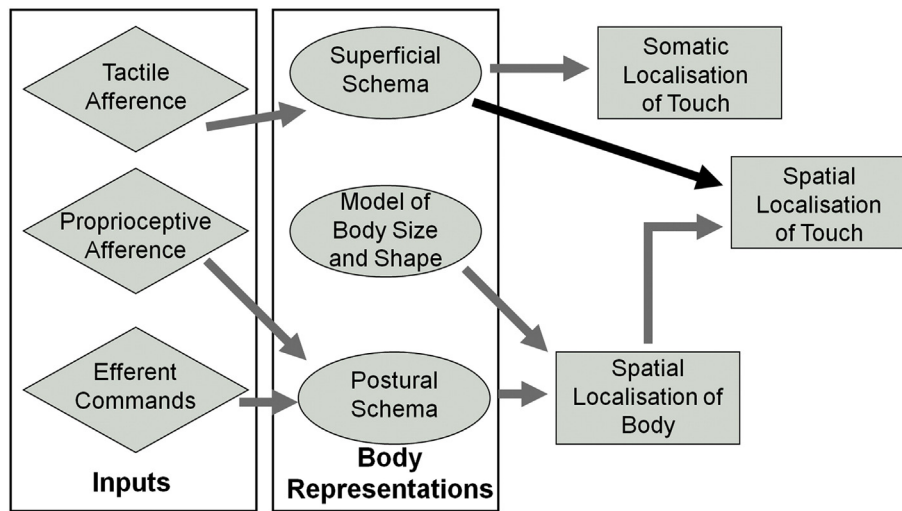 Tactile
Afference
Proprioceptive
Afference
Efferent
Commands
Inputs
Superficial
Schema
Model of
Body Size
and Shape
Postural
Schema
Body
Representations
Somatic
Localisation
of Touch
Spatial
Localisation
of Touch
Spatial
Localisation of
Body